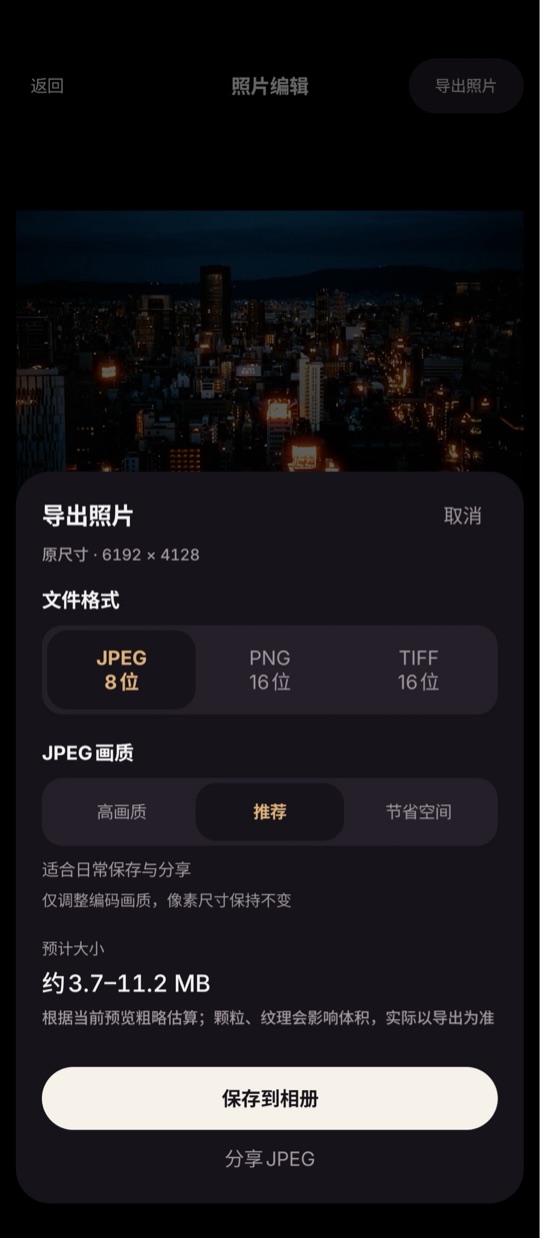 返回
照片编辑
导出照片
导出照片
取消
原尺寸 · 6192 × 4128
文件格式
JPEG
8位
PNG
16位
TIFF
16位
JPEG画质
高画质
推荐
节省空间
适合日常保存与分享
仅调整编码画质，像素尺寸保持不变
预计大小
约3.7–11.2 MB
根据当前预览粗略估算；颗粒、纹理会影响体积，实际以导出为准
保存到相册
分享JPEG